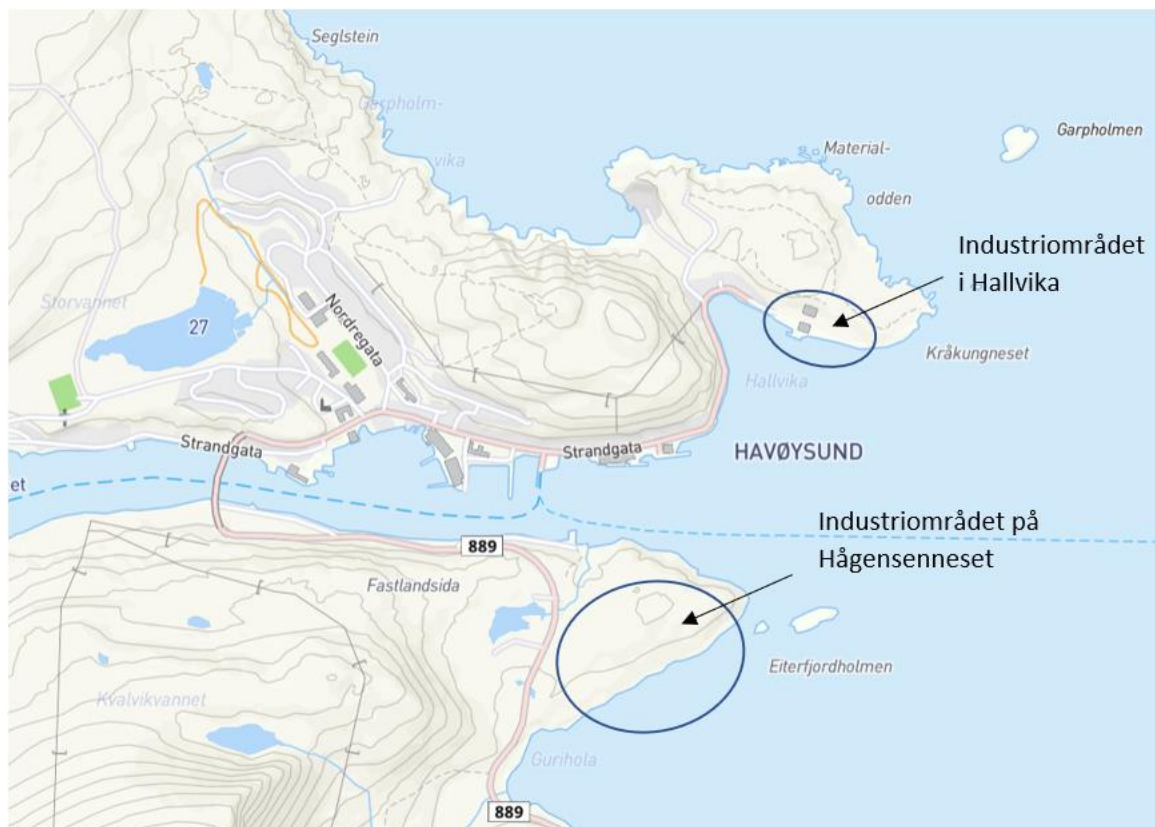 Seglstein
Garpholm-
vika
Garpholmen
Material-
odden
Industriområdet
i Hallvika
Storvannet
27
Nordregata
Kråkungneset
Hallvika
Strandgata
Strandgata
HAVØYSUND
et
Industriområdet på
Hågensenneset
889
Fastlandsida
Eiterfjordholmen
Kvalvikvannet
Gurihola
889